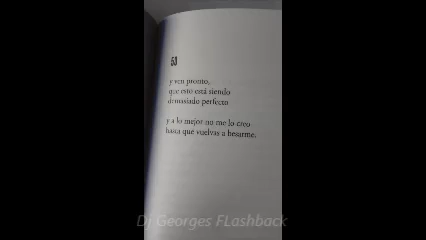 60
y ven pronto,
que esto está siendo
demasiado perfecto
y a lo mejor no me lo creo
hasta que vuelvas a besarme.
Dj Georges FLashback